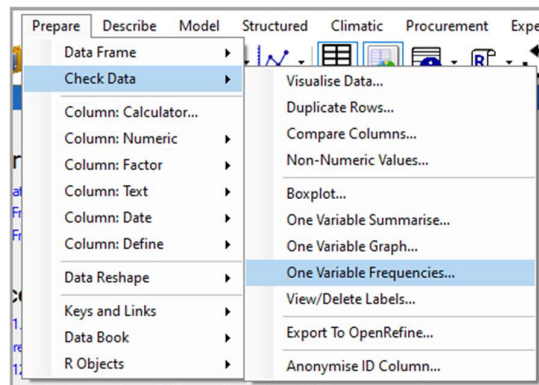 Prepare Describe Model Structured Climatic Procurement
Data Frame
Check Data
Column: Calculator...
Column: Numeric
Column: Factor
Column: Text
Column: Date
Column: Define
Data Reshape
Keys and Links
Data Book
R Objects
Visualise Data...
Duplicate Rows...
Compare Columns...
Non-Numeric Values...
Boxplot...
One Variable Summarise...
One Variable Graph...
One Variable Frequencies...
View/Delete Labels...
Export To OpenRefine...
Anonymise ID Column...